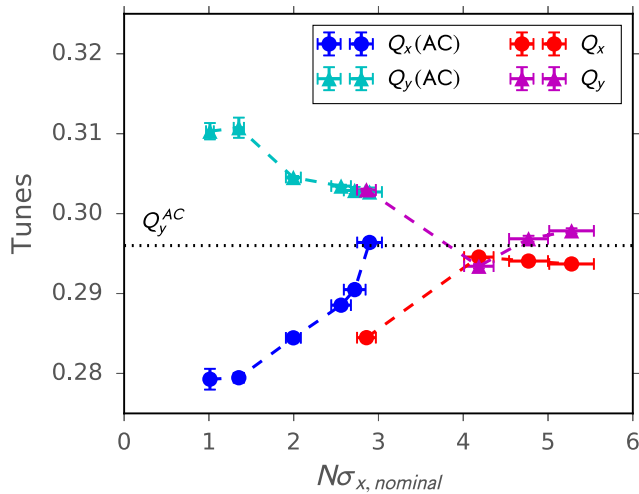 0.32
0.31
0.30
0.29
0.28
Tunes
Q_x(AC) Q_x
Q_y(AC) Q_y
Q_y^{AC}
0 1 2 3 4 5 6
Nσ_{x, nominal}